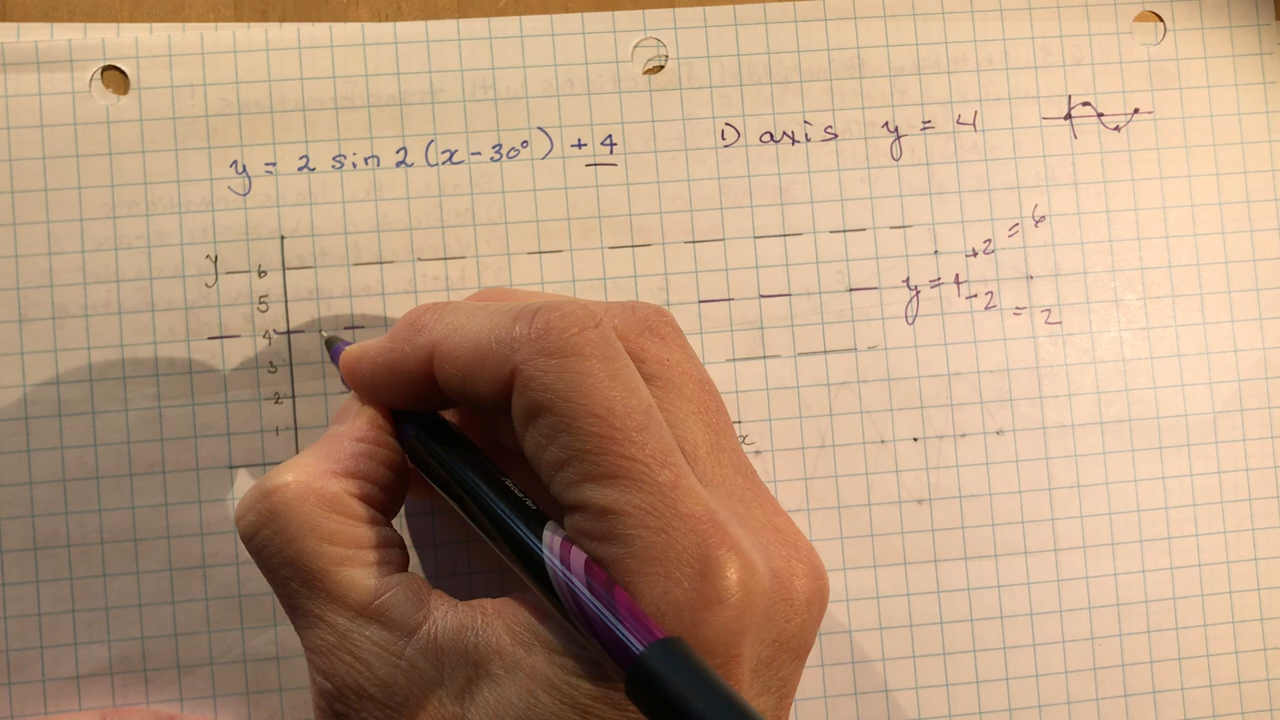 y = 2 sin 2 (x - 30°) + 4
1) axis y = 4
y
6
5
4
3
2
1
x
y = 4
+2 = 6
-2 = 2